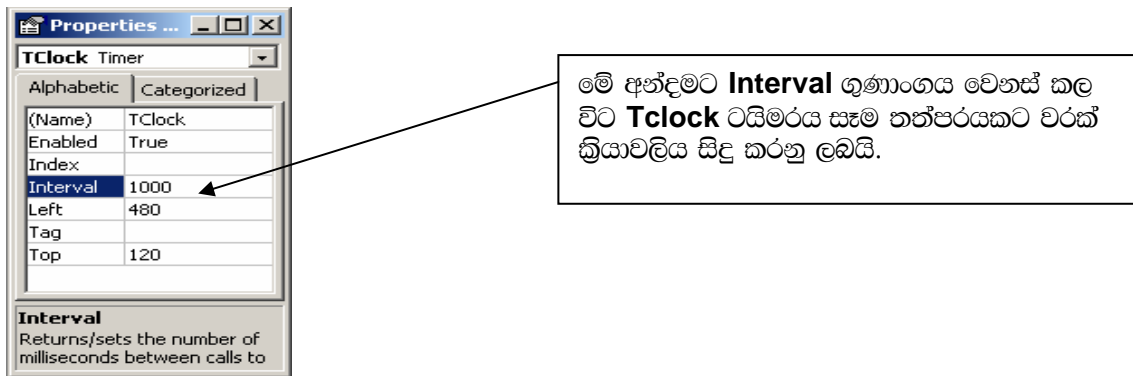 Properties ...
TClock Timer
Alphabetic Categorized
(Name) TClock
Enabled True
Index
Interval 1000
Left 480
Tag
Top 120
Interval
Returns/sets the number of
milliseconds between calls to
මේ අන්දමට Interval ගුණාංගය වෙනස් කල
විට Tclock ටයිමරය සෑම තත්පරයකට වරක්
ක්‍රියාවලිය සිදු කරනු ලබයි.